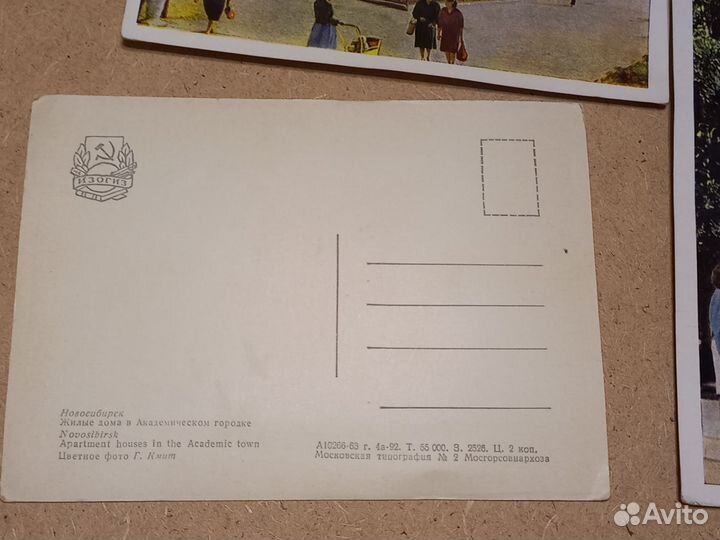 ИЗОГИЗ
Новосибирск
Жилые дома в Академическом городке
Novosibirsk
Apartment houses in the Academic town
Цветное фото Г. Кмит
А10266-63 г. 4а-92. Т. 55 000. З. 2526. Ц. 2 коп.
Московская типография № 2 Мосгорсовнархоза
Avito